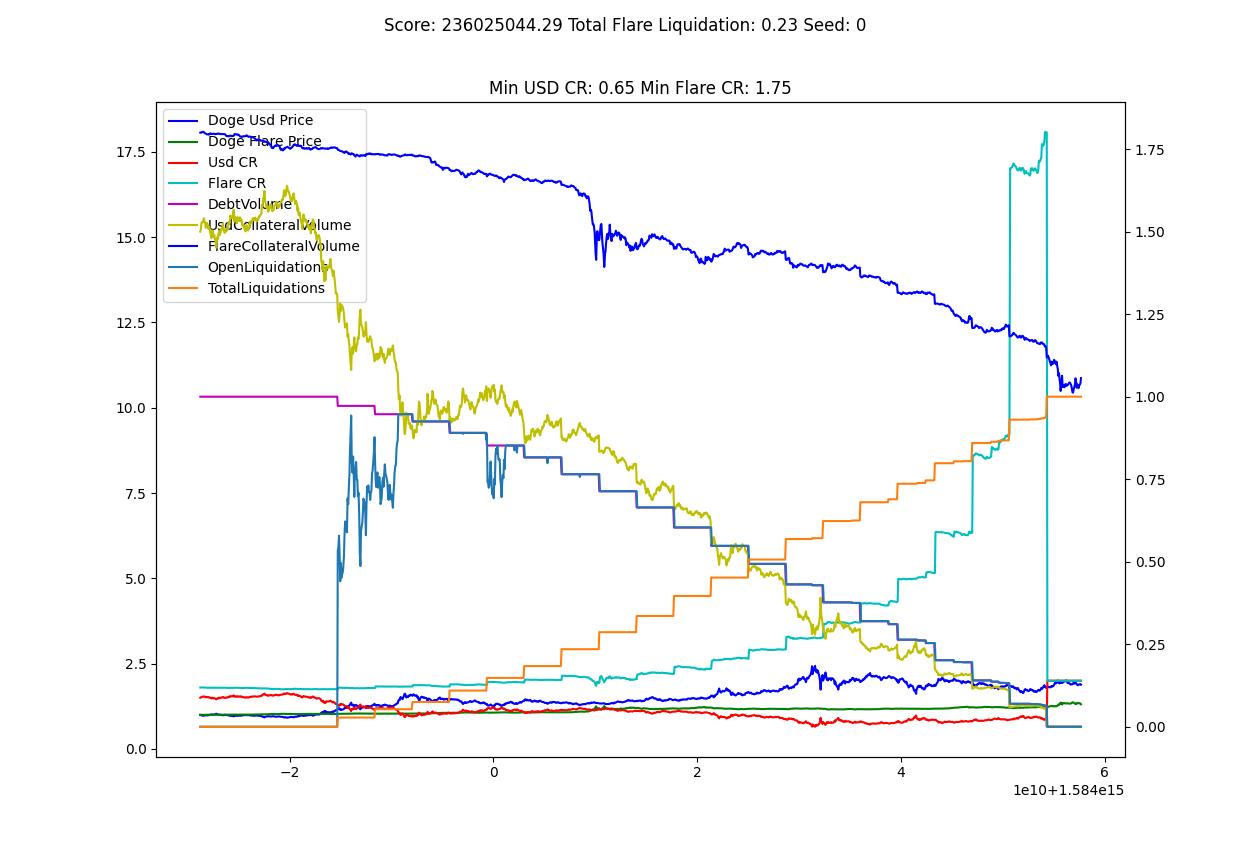 Score: 236025044.29 Total Flare Liquidation: 0.23 Seed: 0
Min USD CR: 0.65 Min Flare CR: 1.75
Doge Usd Price
Doge Flare Price
Usd CR
Flare CR
DebtVolume
UsdCollateralVolume
FlareCollateralVolume
OpenLiquidations
TotalLiquidations
17.5
15.0
12.5
10.0
7.5
5.0
2.5
0.0
1.75
1.50
1.25
1.00
0.75
0.50
0.25
0.00
−2 0 2 4 6
1e10+1.584e15